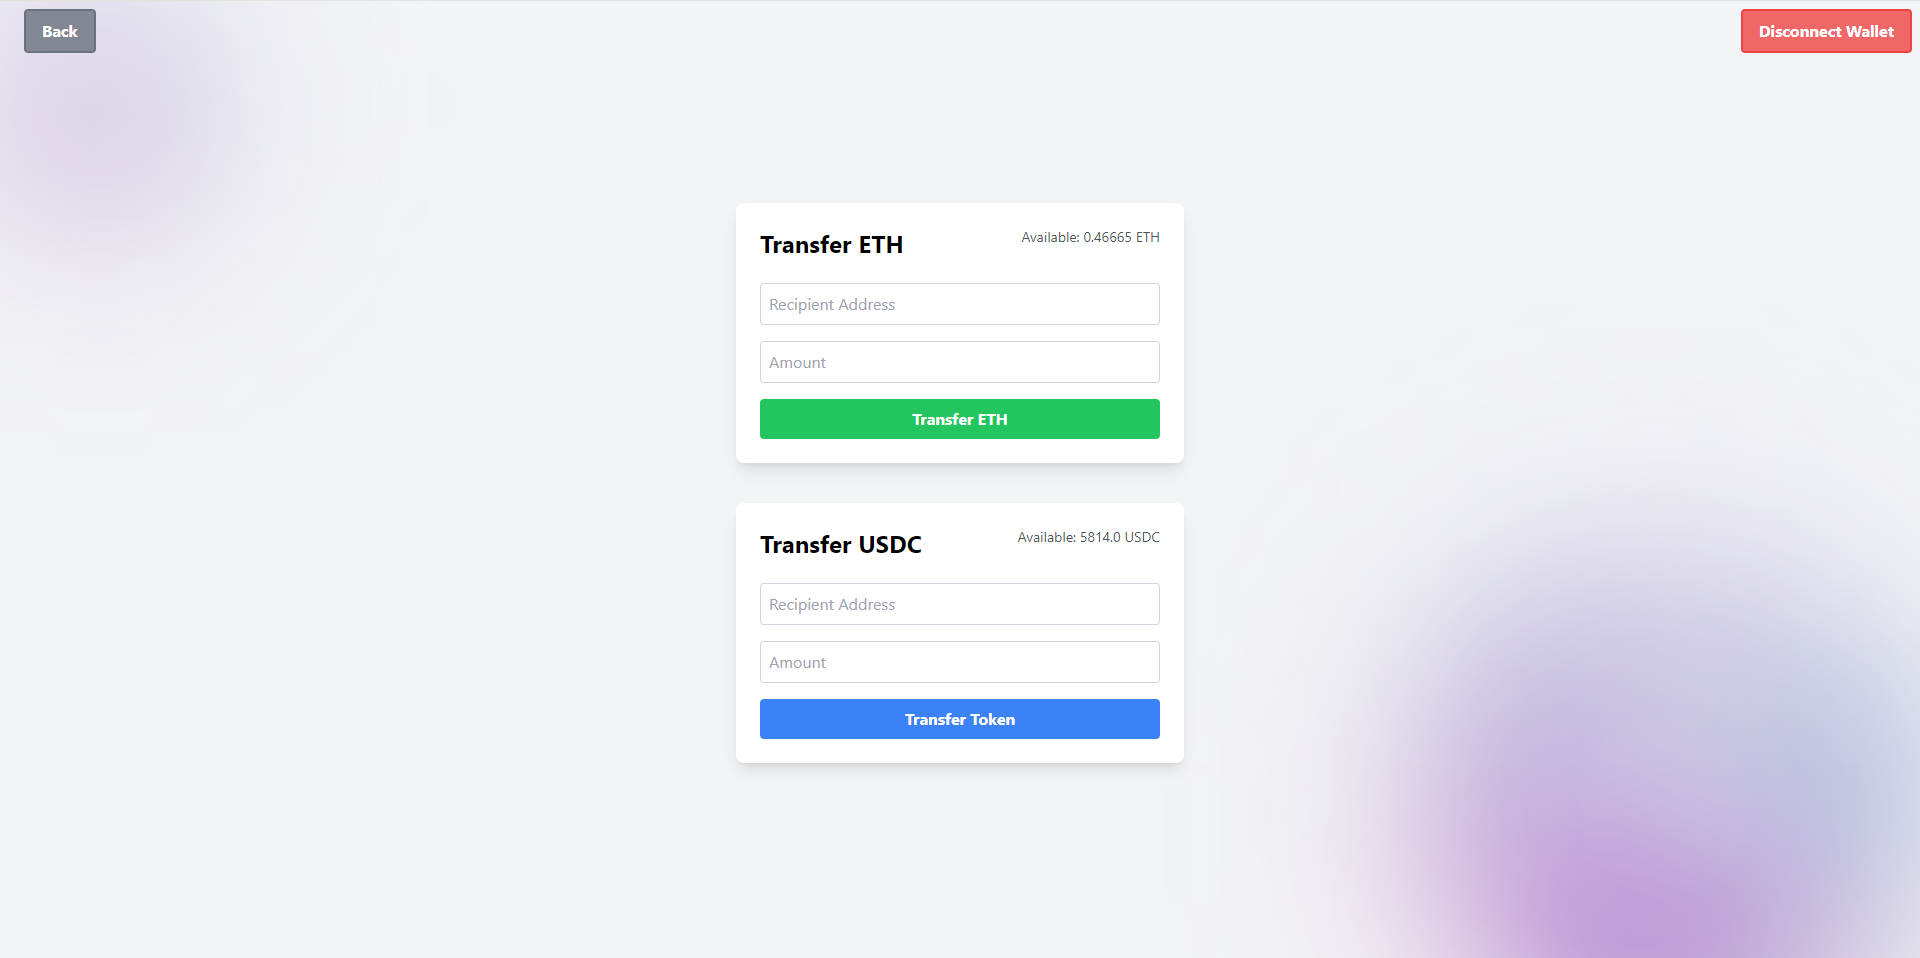 Back
Disconnect Wallet
Transfer ETH
Available: 0.46665 ETH
Recipient Address
Amount
Transfer ETH
Transfer USDC
Available: 5814.0 USDC
Recipient Address
Amount
Transfer Token